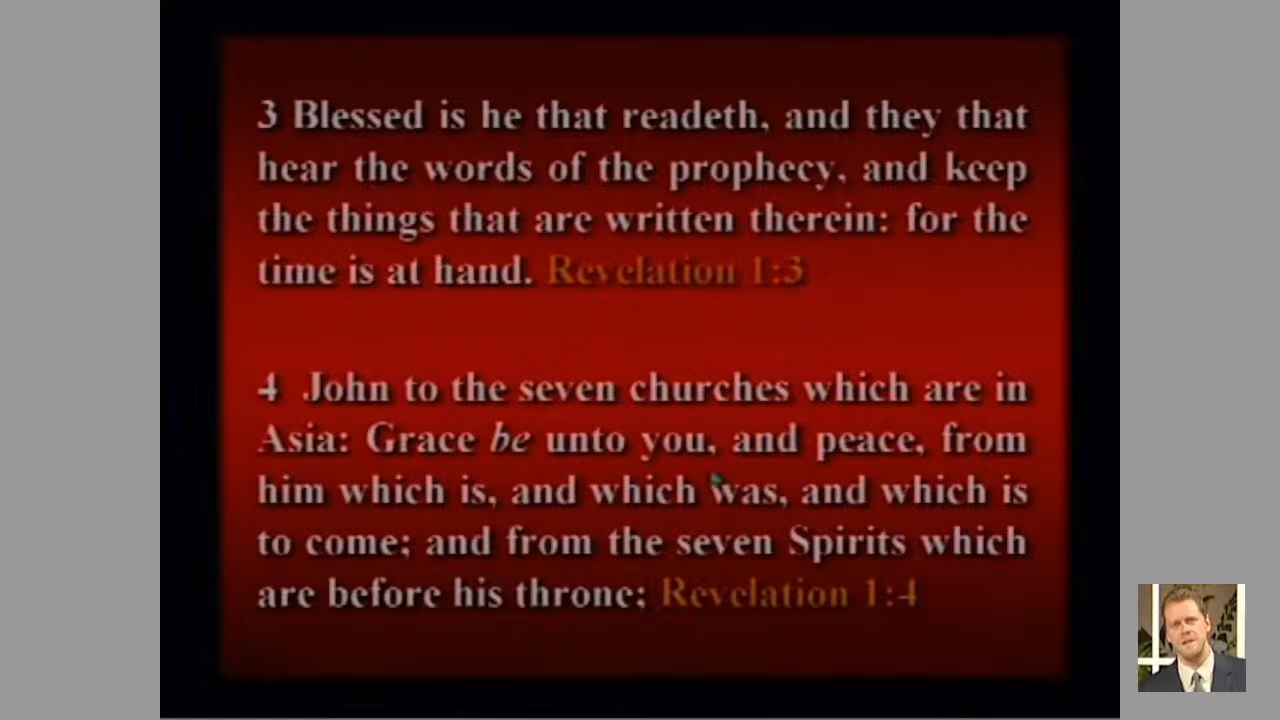 3 Blessed is he that readeth, and they that
hear the words of the prophecy, and keep
the things that are written therein: for the
time is at hand. Revelation 1:3
4 John to the seven churches which are in
Asia: Grace be unto you, and peace, from
him which is, and which was, and which is
to come; and from the seven Spirits which
are before his throne; Revelation 1:4